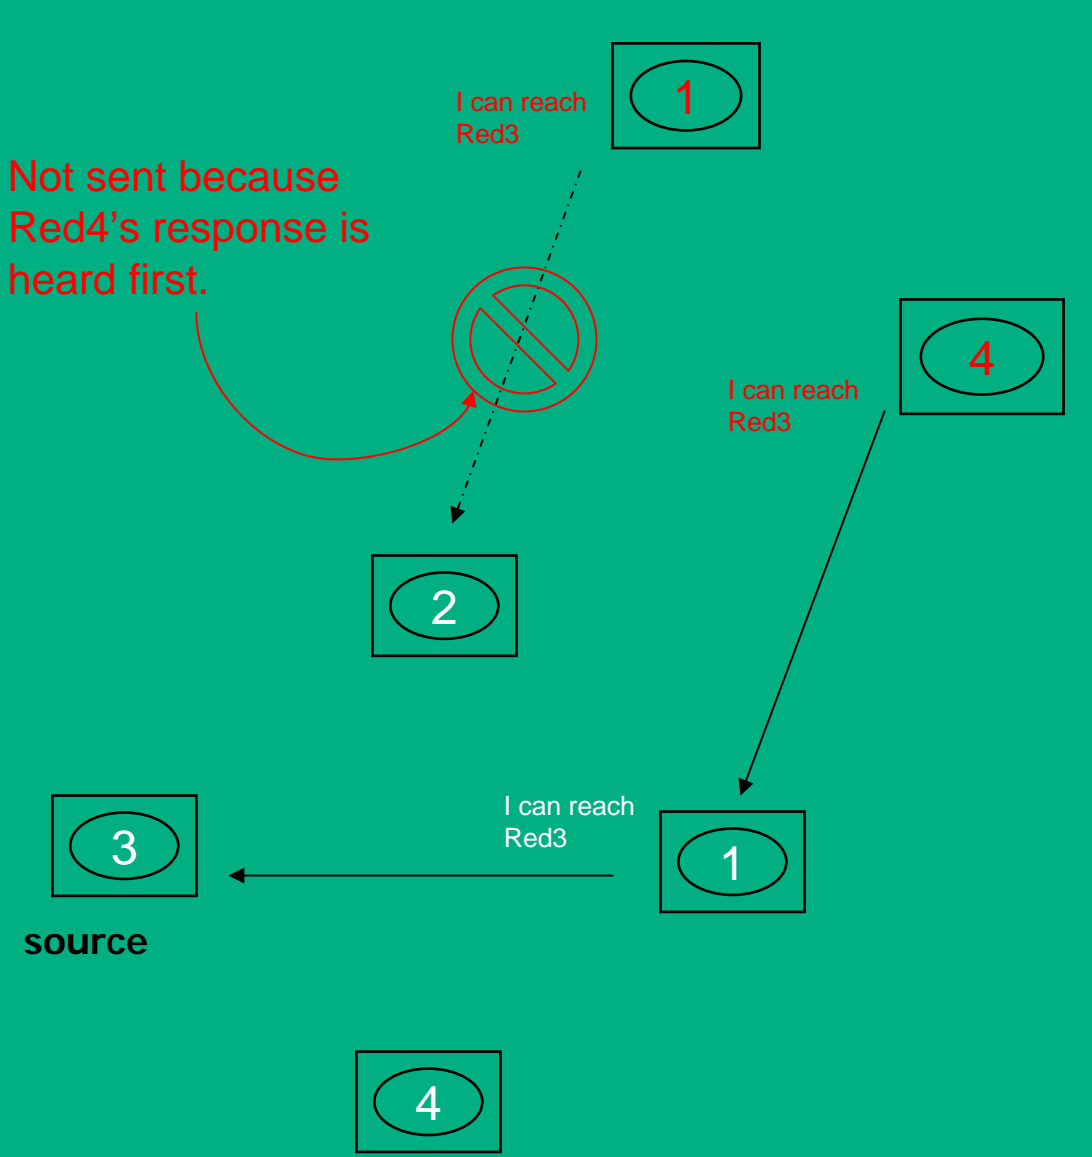 1
I can reach
Red3
Not sent because
Red4’s response is
heard first.
4
I can reach
Red3
2
I can reach
Red3
3
1
source
4